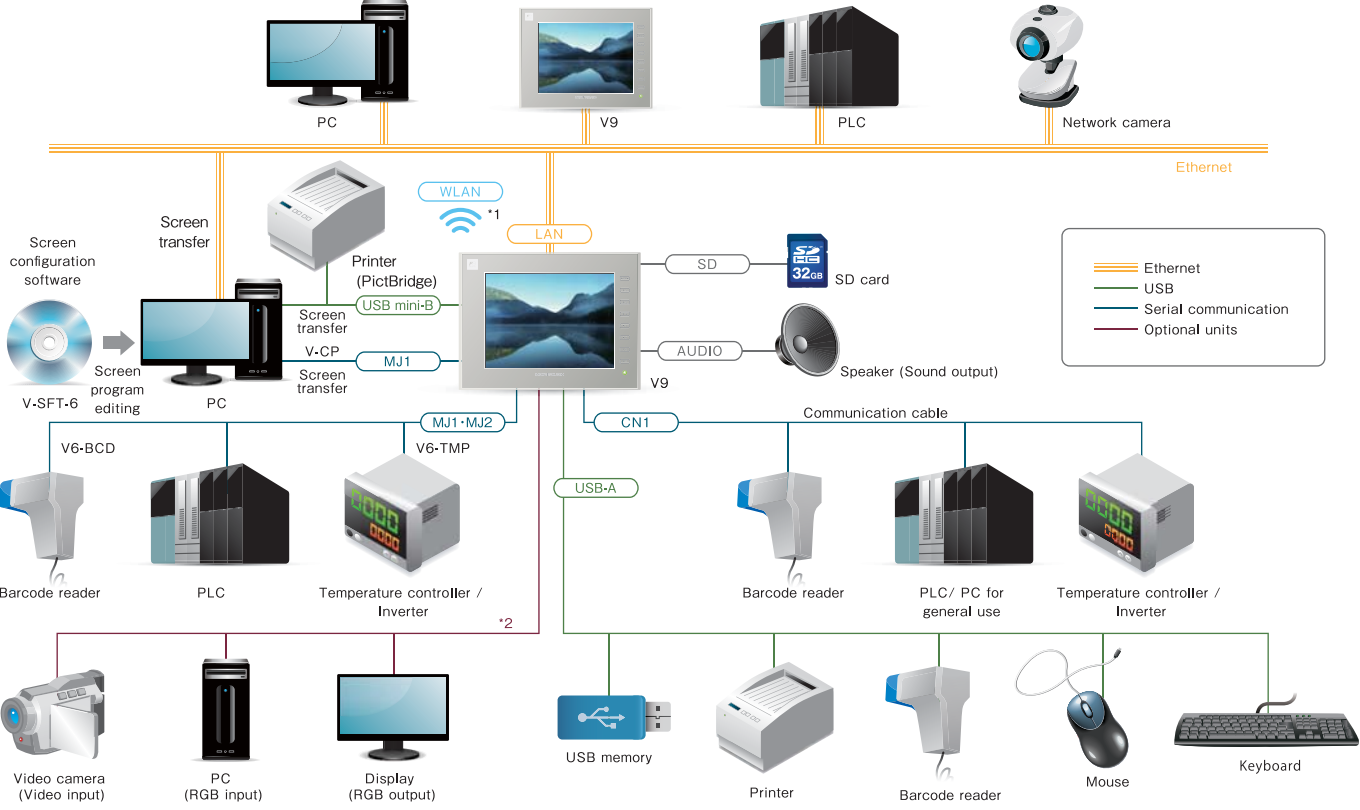 PC
V9
PLC
Network camera
Ethernet
WLAN
*1
LAN
Screen
transfer
Screen
configuration
software
Printer
(PictBridge)
USB mini-B
Screen
transfer
V-CP
MJ1
Screen
transfer
V-SFT-6
Screen
program
editing
PC
V9
SD
SD HC
32GB
SD card
AUDIO
Speaker (Sound output)
Ethernet
USB
Serial communication
Optional units
MJ1･MJ2
V6-BCD
V6-TMP
CN1
Communication cable
USB-A
0000
0000
0000
0000
Barcode reader
PLC
Temperature controller /
Inverter
Barcode reader
PLC/ PC for
general use
Temperature controller /
Inverter
*2
Video camera
(Video input)
PC
(RGB input)
Display
(RGB output)
USB memory
Printer
Barcode reader
Mouse
Keyboard